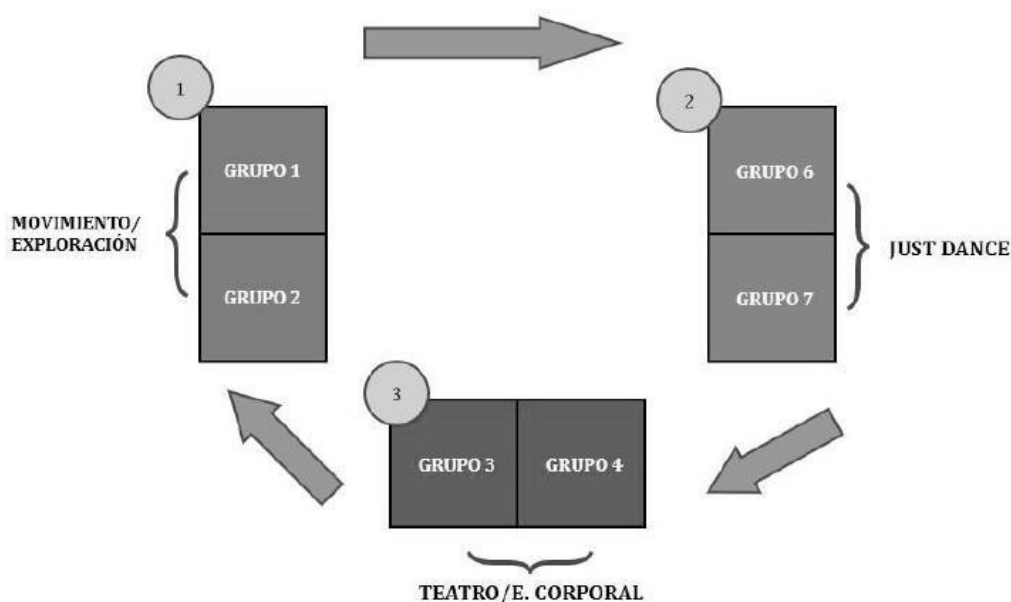 1
GRUPO 1
MOVIMIENTO/
EXPLORACIÓN
GRUPO 2
2
GRUPO 6
JUST DANCE
GRUPO 7
3
GRUPO 3
GRUPO 4
TEATRO/E. CORPORAL